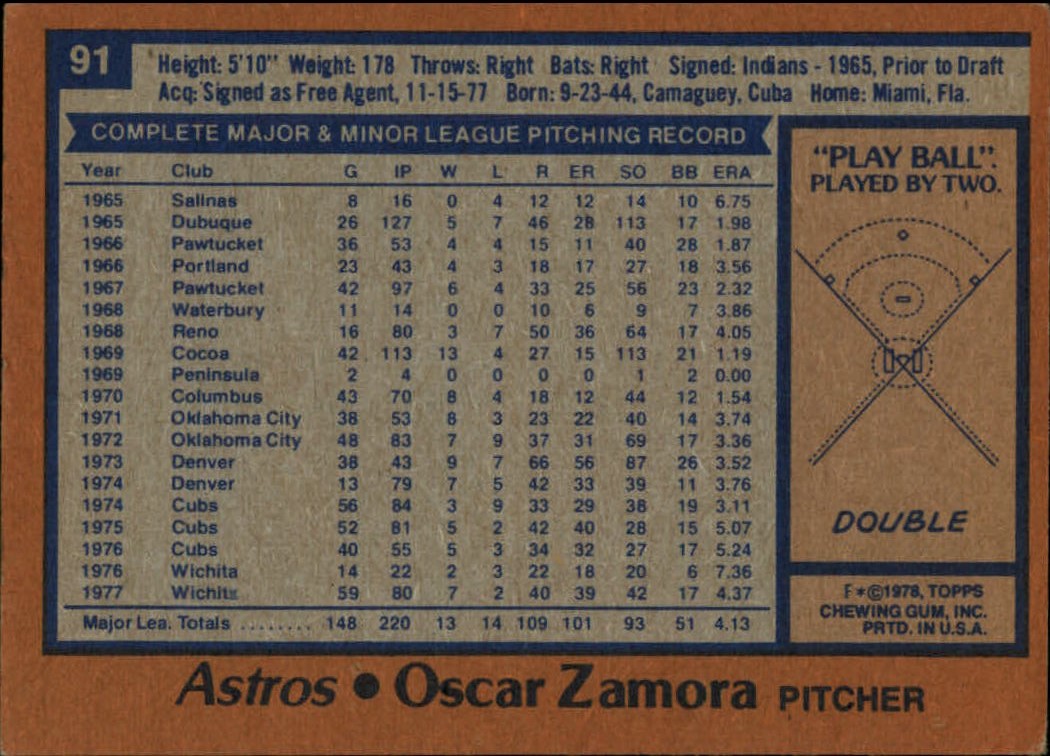 91
Height: 5'10" Weight: 178 Throws: Right Bats: Right Signed: Indians - 1965, Prior to Draft
Acq: Signed as Free Agent, 11-15-77 Born: 9-23-44, Camaguey, Cuba Home: Miami, Fla.
COMPLETE MAJOR & MINOR LEAGUE PITCHING RECORD
Year Club G IP W L R ER SO BB ERA
1965 Salinas 8 16 0 4 12 12 14 10 6.75
1965 Dubuque 26 127 5 7 46 28 113 17 1.98
1966 Pawtucket 36 53 4 4 15 11 40 28 1.87
1966 Portland 23 43 4 3 18 17 27 18 3.56
1967 Pawtucket 42 97 6 4 33 25 56 23 2.32
1968 Waterbury 11 14 0 0 10 6 9 7 3.86
1968 Reno 16 80 3 7 50 36 64 17 4.05
1969 Cocoa 42 113 13 4 27 15 113 21 1.19
1969 Peninsula 2 4 0 0 0 0 1 2 0.00
1970 Columbus 43 70 8 4 18 12 44 12 1.54
1971 Oklahoma City 38 53 8 3 23 22 40 14 3.74
1972 Oklahoma City 48 83 7 9 37 31 69 17 3.36
1973 Denver 38 43 9 7 66 56 87 26 3.52
1974 Denver 13 79 7 5 42 33 39 11 3.76
1974 Cubs 56 84 3 9 33 29 38 19 3.11
1975 Cubs 52 81 5 2 42 40 28 15 5.07
1976 Cubs 40 55 5 3 34 32 27 17 5.24
1976 Wichita 14 22 2 3 22 18 20 6 7.36
1977 Wichita 59 80 7 2 40 39 42 17 4.37
Major Lea. Totals ........ 148 220 13 14 109 101 93 51 4.13
"PLAY BALL".
PLAYED BY TWO.
DOUBLE
F*©1978, TOPPS
CHEWING GUM, INC.
PRTD. IN U.S.A.
Astros • Oscar Zamora PITCHER